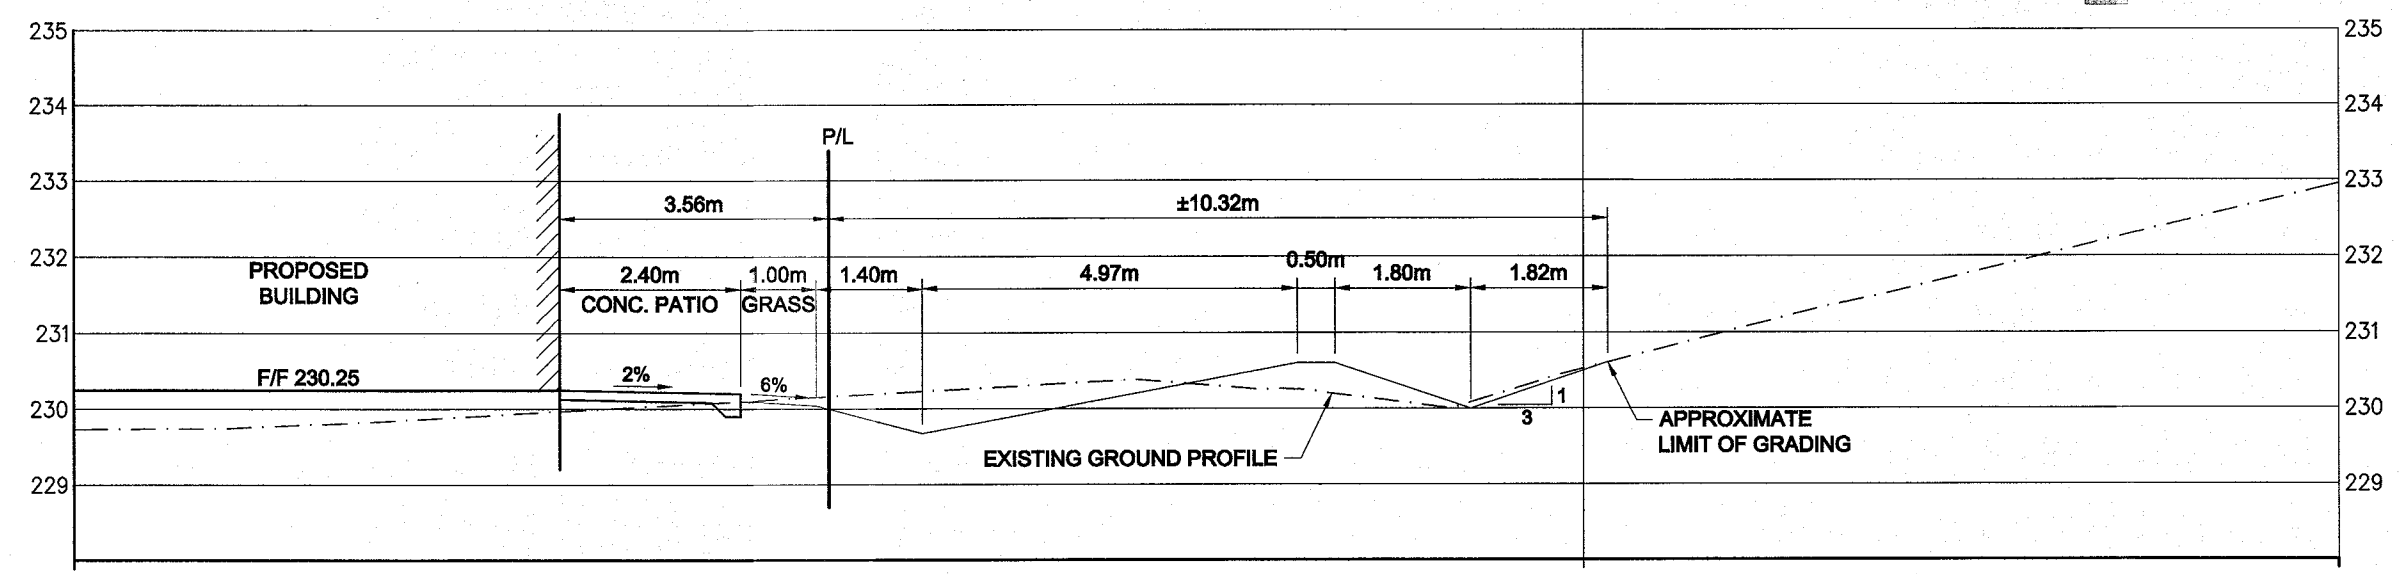 235
235
234
234
P/L
233
233
3.56m
±10.32m
232
232
PROPOSED
BUILDING
2.40m
1.00m
1.40m
4.97m
0.50m
1.80m
1.82m
CONC. PATIO
GRASS
231
231
F/F 230.25
2%
6%
1
3
230
230
APPROXIMATE
LIMIT OF GRADING
EXISTING GROUND PROFILE
229
229